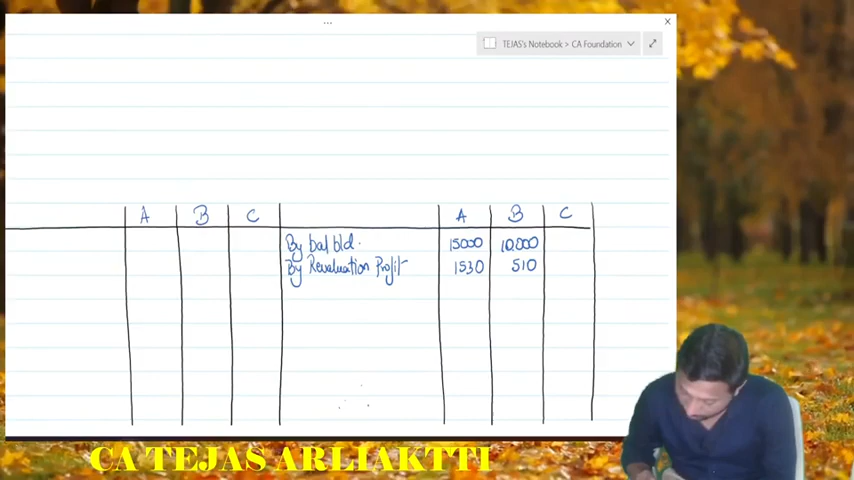 TEJAS's Notebook > CA Foundation
A B C A B C
By bal b/d. 15000 10,000
By Revaluation Profit 1530 510
CA TEJAS ARLIAKTTI